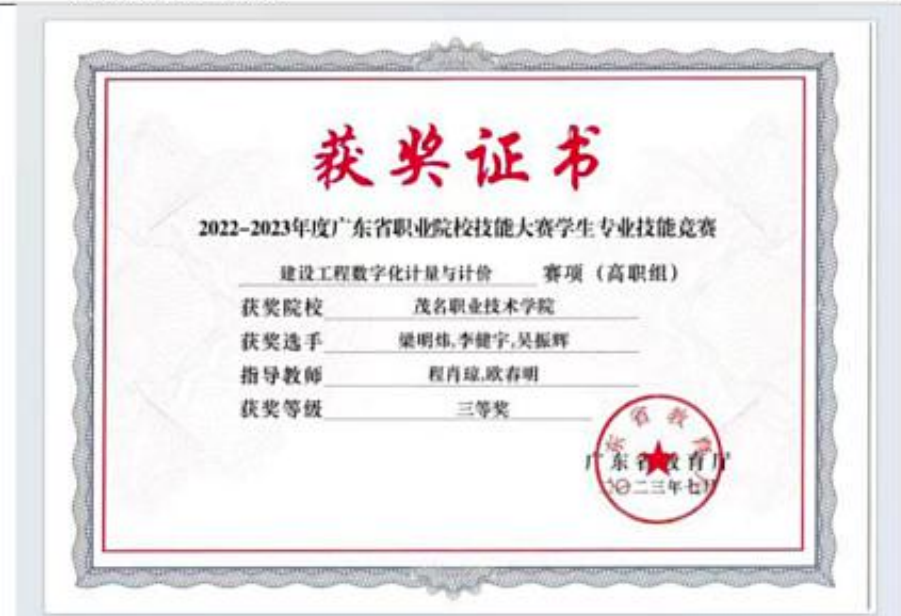 获奖证书
2022-2023年度广东省职业院校技能大赛学生专业技能竞赛
建设工程数字化计量与计价 赛项（高职组）
获奖院校 茂名职业技术学院
获奖选手 梁明炜,李健宇,吴振辉
指导教师 程肖琼,欧春明
获奖等级 三等奖
广东省教育厅
二〇二三年七月